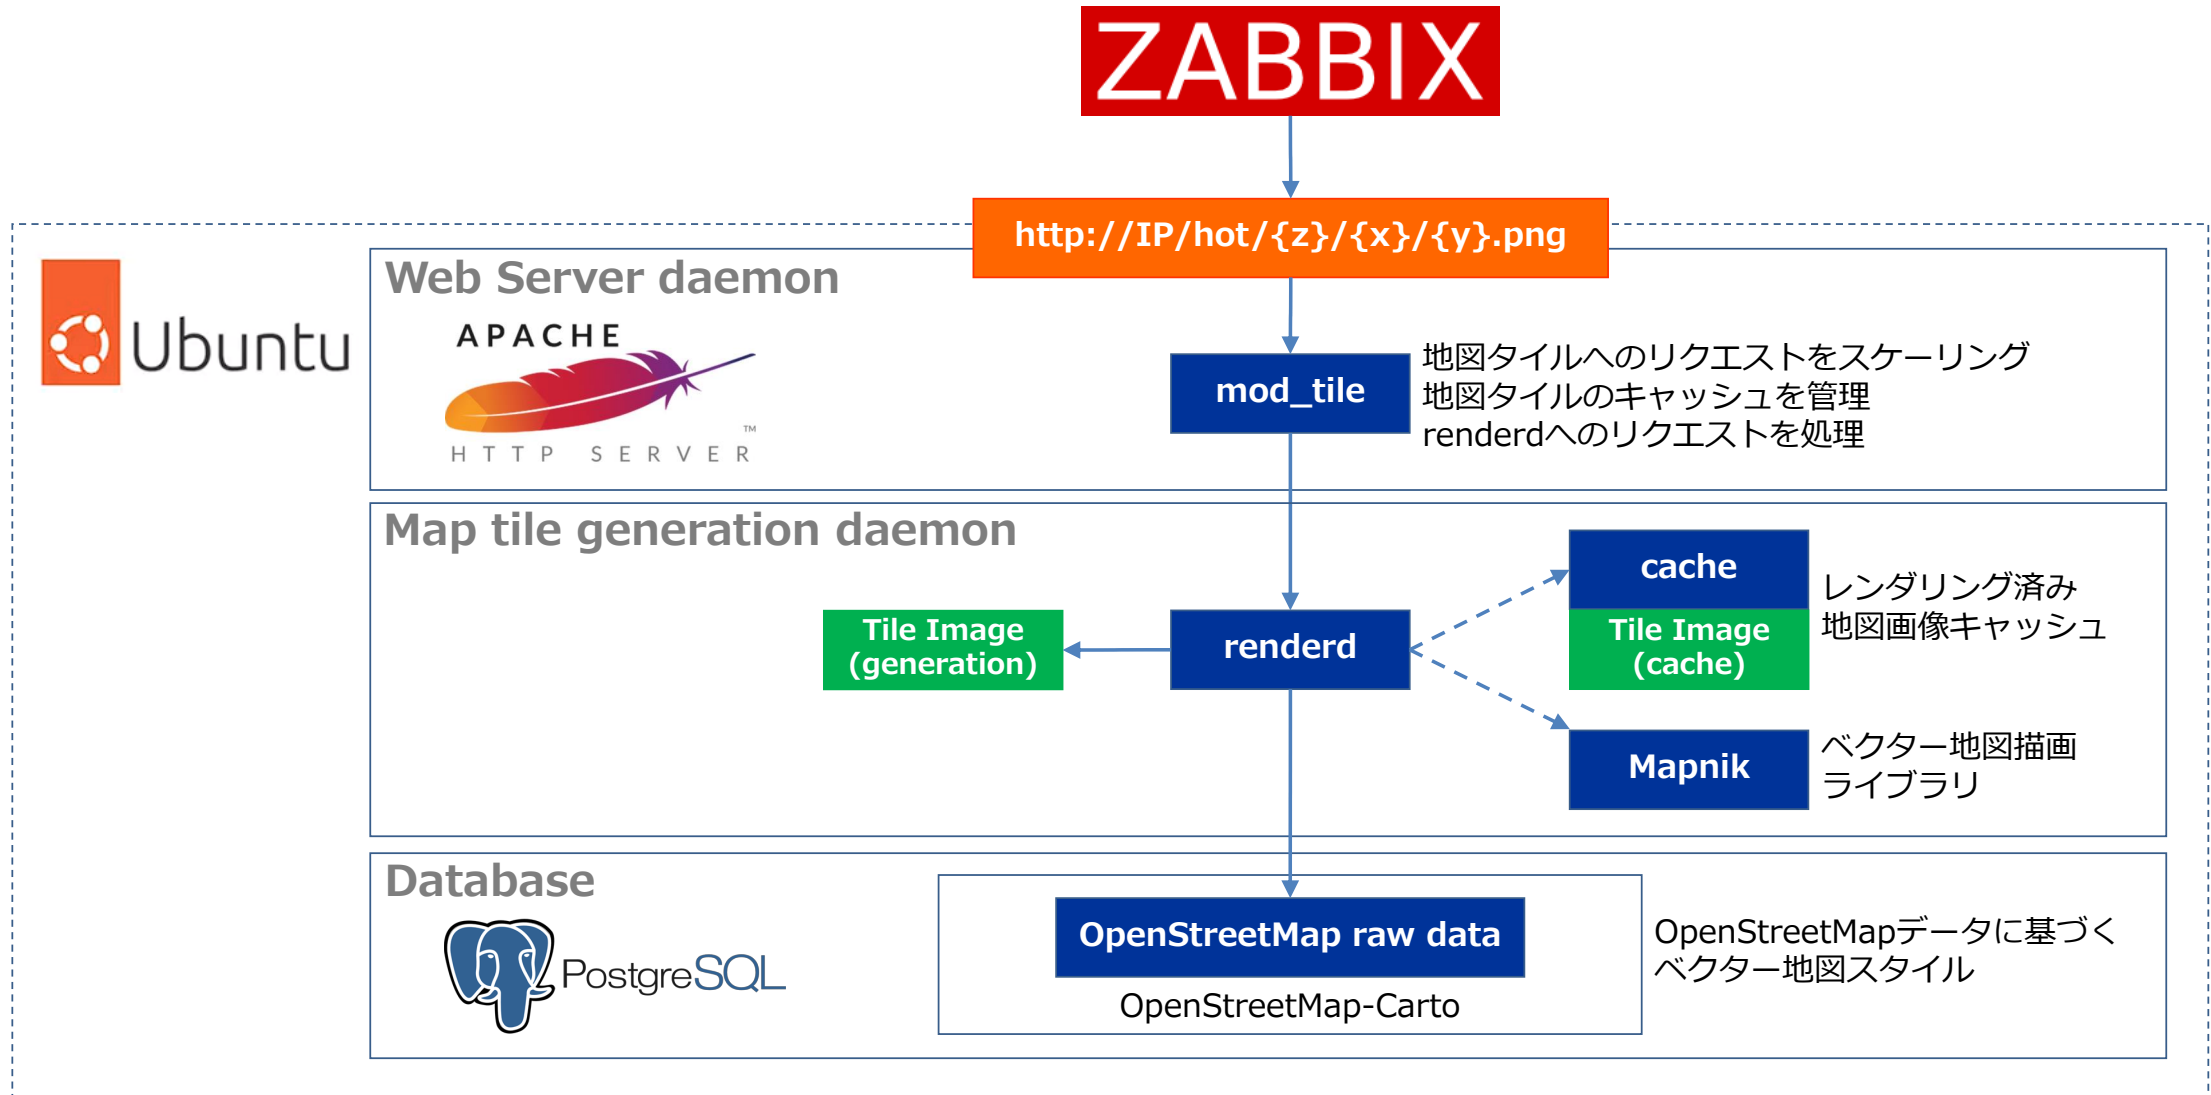 ZABBIX
http://IP/hot/{z}/{x}/{y}.png
Ubuntu
Web Server daemon
APACHE
HTTP SERVER
TM
mod_tile
地図タイルへのリクエストをスケーリング
地図タイルのキャッシュを管理
renderdへのリクエストを処理
Map tile generation daemon
Tile Image
(generation)
renderd
cache
Tile Image
(cache)
レンダリング済み
地図画像キャッシュ
Mapnik
ベクター地図描画
ライブラリ
Database
PostgreSQL
OpenStreetMap raw data
OpenStreetMap-Carto
OpenStreetMapデータに基づく
ベクター地図スタイル